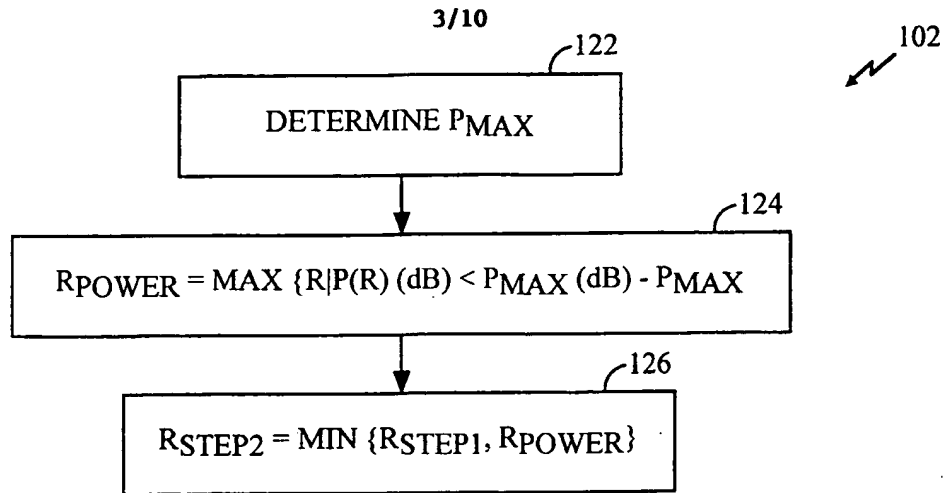 3/10
122
102
DETERMINE PMAX
124
RPOWER = MAX {R|P(R) (dB) < PMAX (dB) - PMAX
126
RSTEP2 = MIN {RSTEP1, RPOWER}